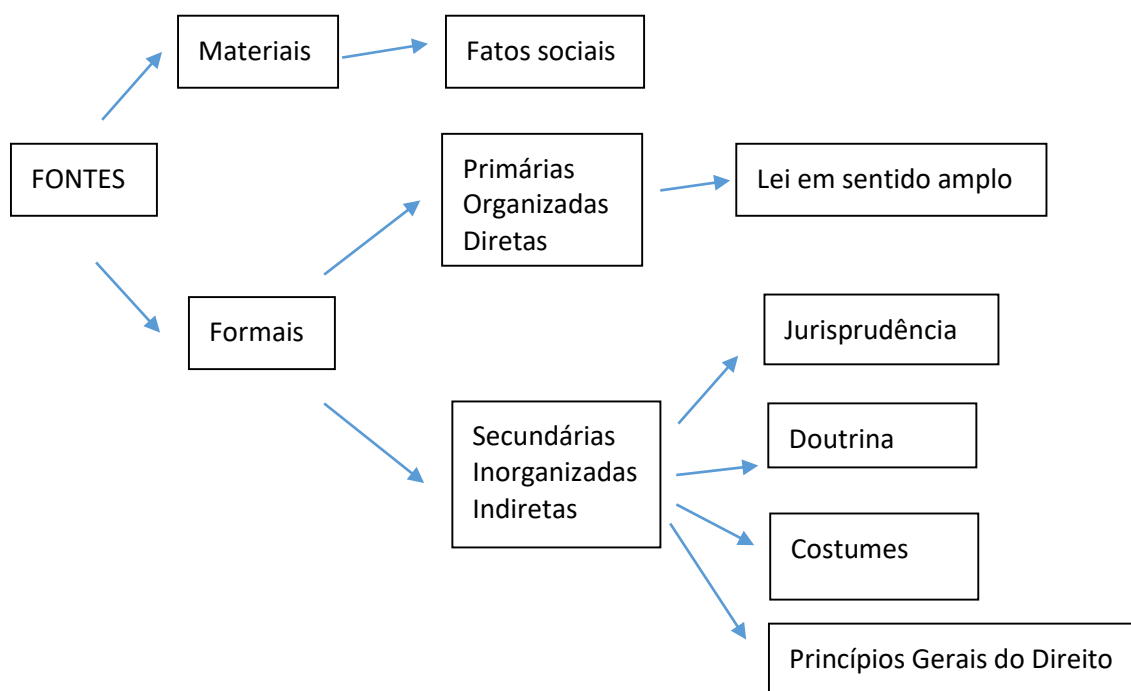 Materiais
Fatos sociais
FONTES
Primárias
Organizadas
Diretas
Lei em sentido amplo
Formais
Jurisprudência
Secundárias
Inorganizadas
Indiretas
Doutrina
Costumes
Princípios Gerais do Direito